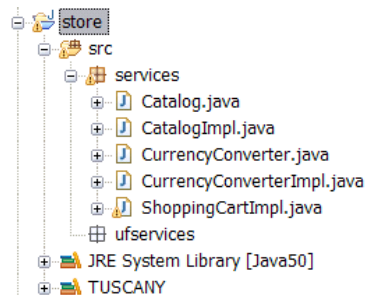 store
src
services
Catalog.java
CatalogImpl.java
CurrencyConverter.java
CurrencyConverterImpl.java
ShoppingCartImpl.java
ufservices
JRE System Library [Java50]
TUSCANY